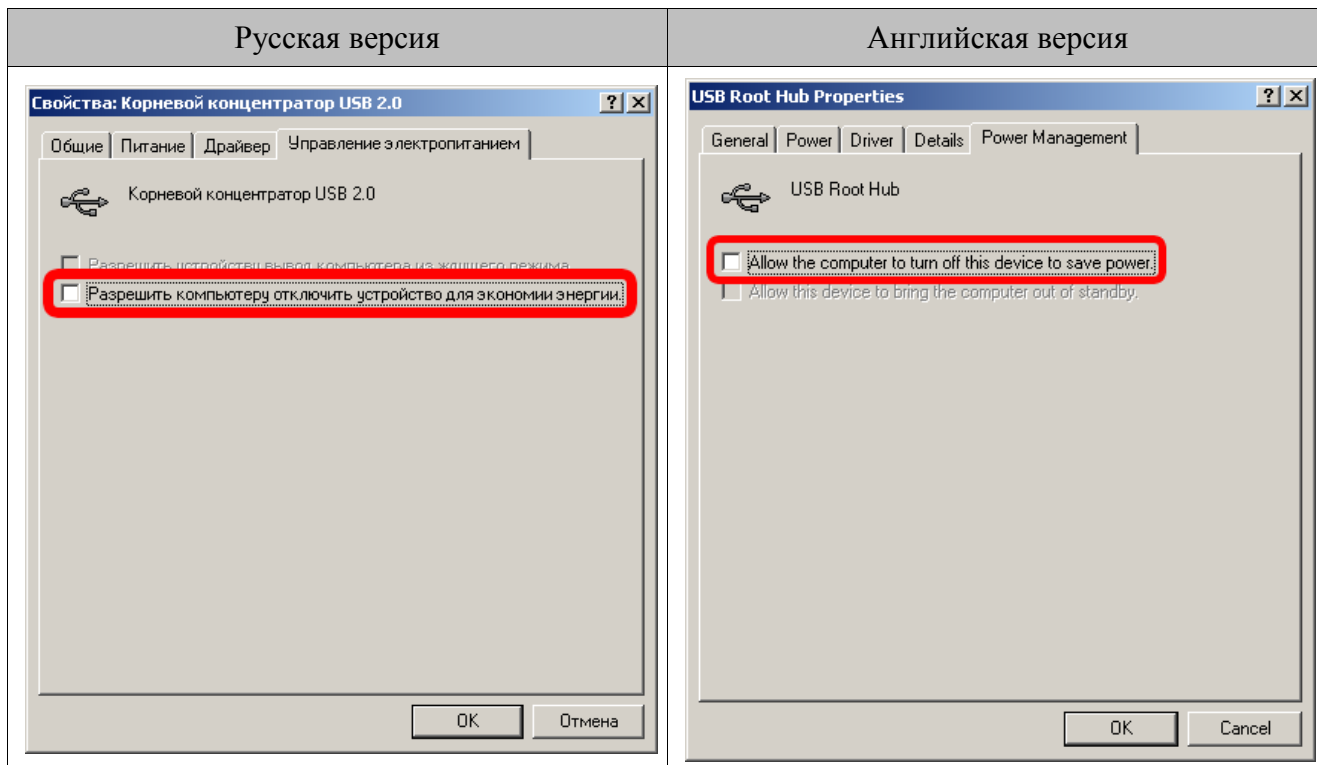 Русская версия
Английская версия
Свойства: Корневой концентратор USB 2.0
Общие Питание Драйвер Управление электропитанием
Корневой концентратор USB 2.0
Разрешить устройству вывод компьютера из ждущего режима
Разрешить компьютеру отключить устройство для экономии энергии.
OK Отмена
USB Root Hub Properties
General Power Driver Details Power Management
USB Root Hub
Allow the computer to turn off this device to save power.
Allow this device to bring the computer out of standby.
OK Cancel